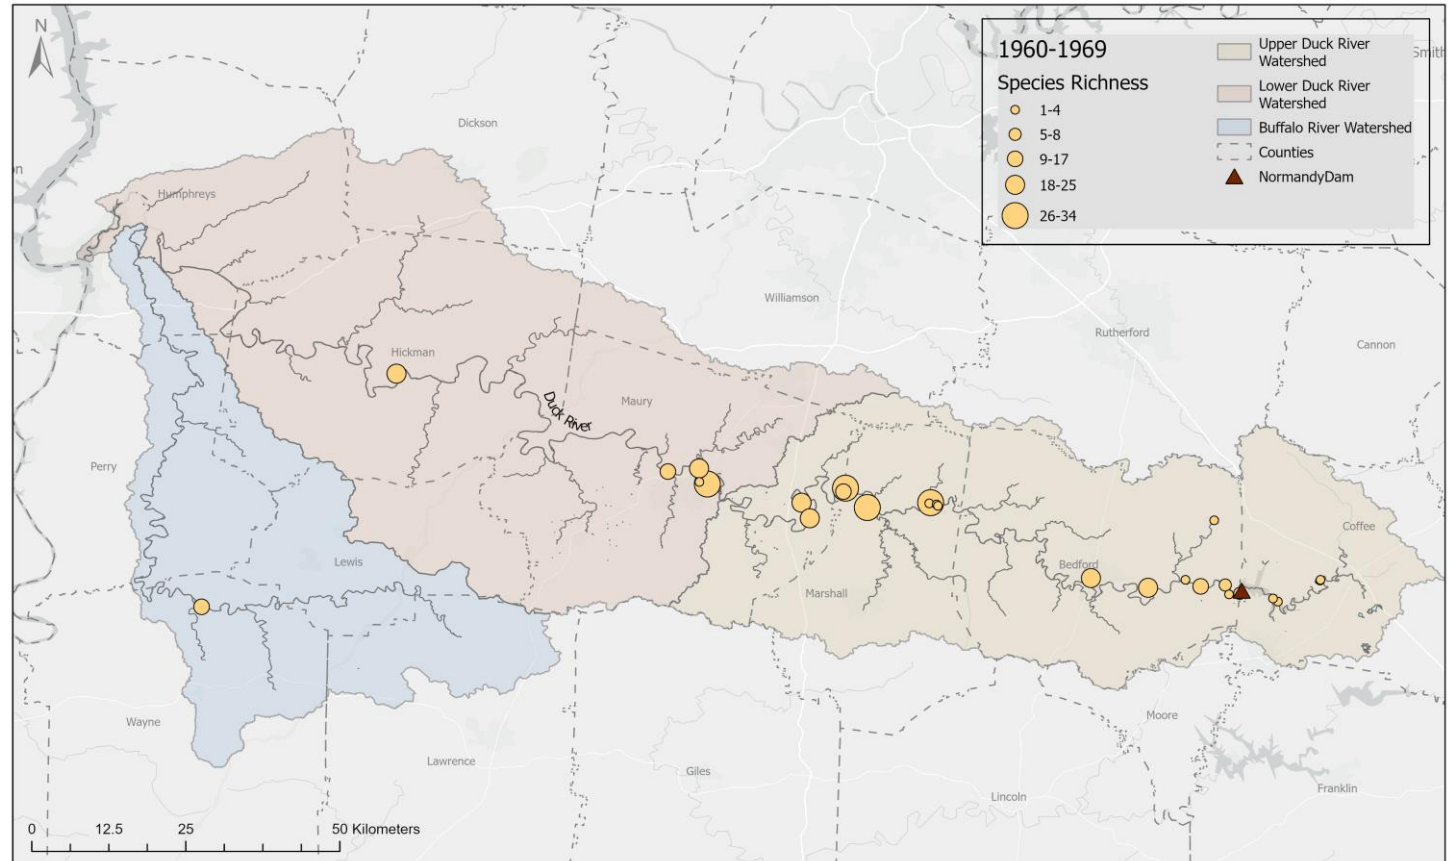 N
1960-1969
Species Richness
1-4
5-8
9-17
18-25
26-34
Upper Duck River
Watershed
Lower Duck River
Watershed
Buffalo River Watershed
Counties
NormandyDam
Smith
Dickson
Humphreys
Williamson
Rutherford
Cannon
Hickman
Duck River
Maury
Perry
Coffee
Lewis
Bedford
Marshall
Wayne
Moore
Lawrence
Giles
Lincoln
Franklin
0 12.5 25 50 Kilometers